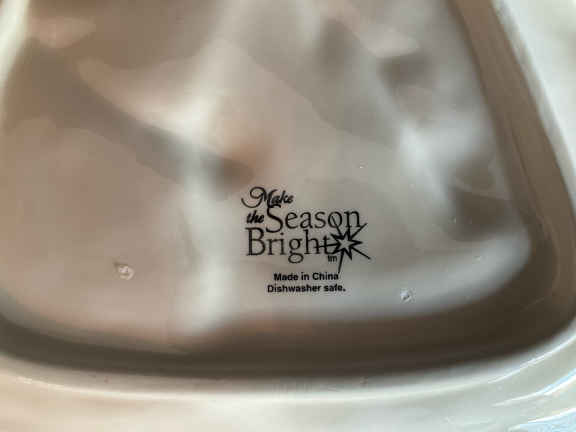 Make
the Season
Bright
tm
Made in China
Dishwasher safe.